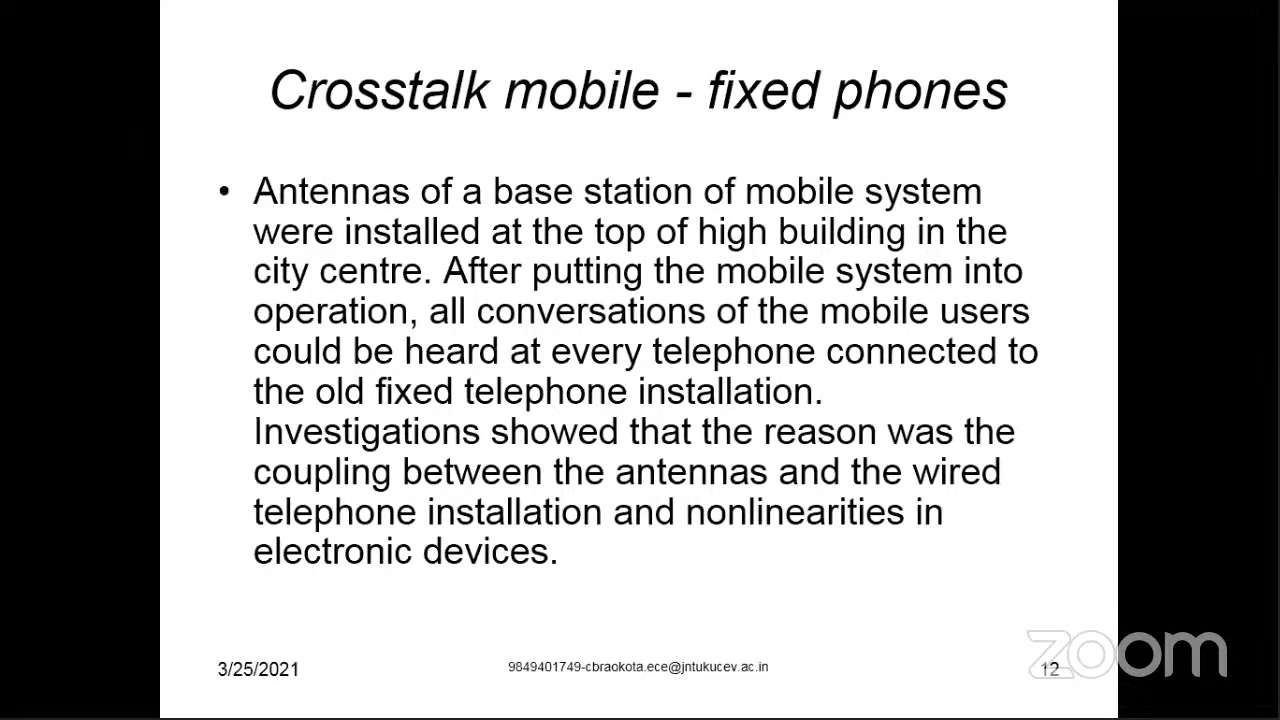 Crosstalk mobile - fixed phones
• Antennas of a base station of mobile system
were installed at the top of high building in the
city centre. After putting the mobile system into
operation, all conversations of the mobile users
could be heard at every telephone connected to
the old fixed telephone installation.
Investigations showed that the reason was the
coupling between the antennas and the wired
telephone installation and nonlinearities in
electronic devices.
3/25/2021
9849401749-cbraokota.ece@jntukucev.ac.in
12
zoom